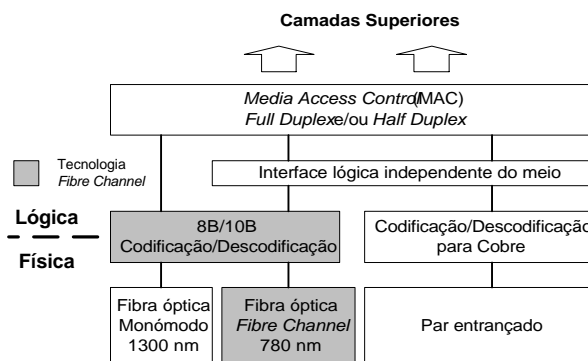 Camadas Superiores
Media Access Control(MAC)
Full Duplexe/ou Half Duplex
Tecnologia
Fibre Channel
Interface lógica independente do meio
Lógica
Física
8B/10B
Codificação/Descodificação
Codificação/Descodificação
para Cobre
Fibra óptica
Monómodo
1300 nm
Fibra óptica
Fibre Channel
780 nm
Par entrançado